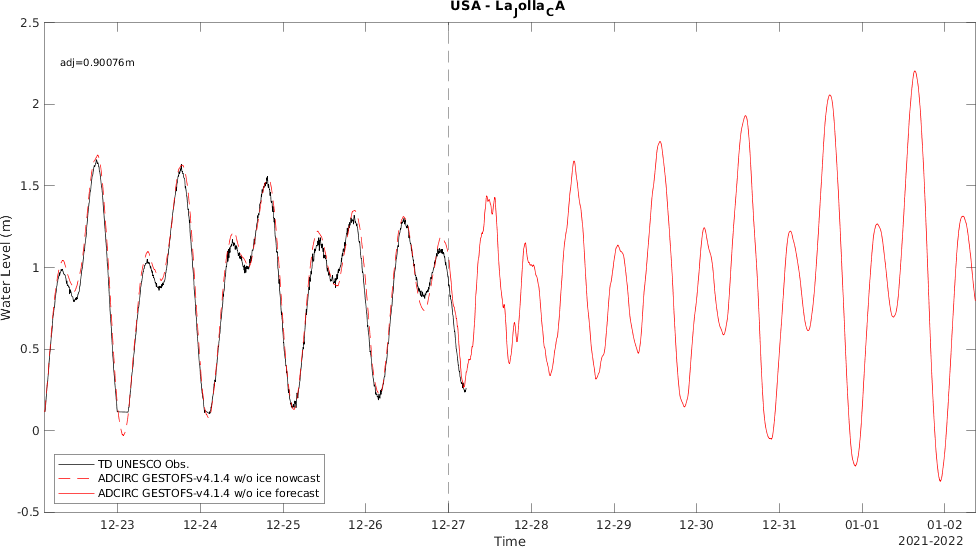 USA - LaJollaCA
adj=0.90076m
2.5
2
1.5
1
0.5
0
-0.5
Water Level (m)
TD UNESCO Obs.
ADCIRC GESTOFS-v4.1.4 w/o ice nowcast
ADCIRC GESTOFS-v4.1.4 w/o ice forecast
12-23 12-24 12-25 12-26 12-27 12-28 12-29 12-30 12-31 01-01 01-02
Time
2021-2022